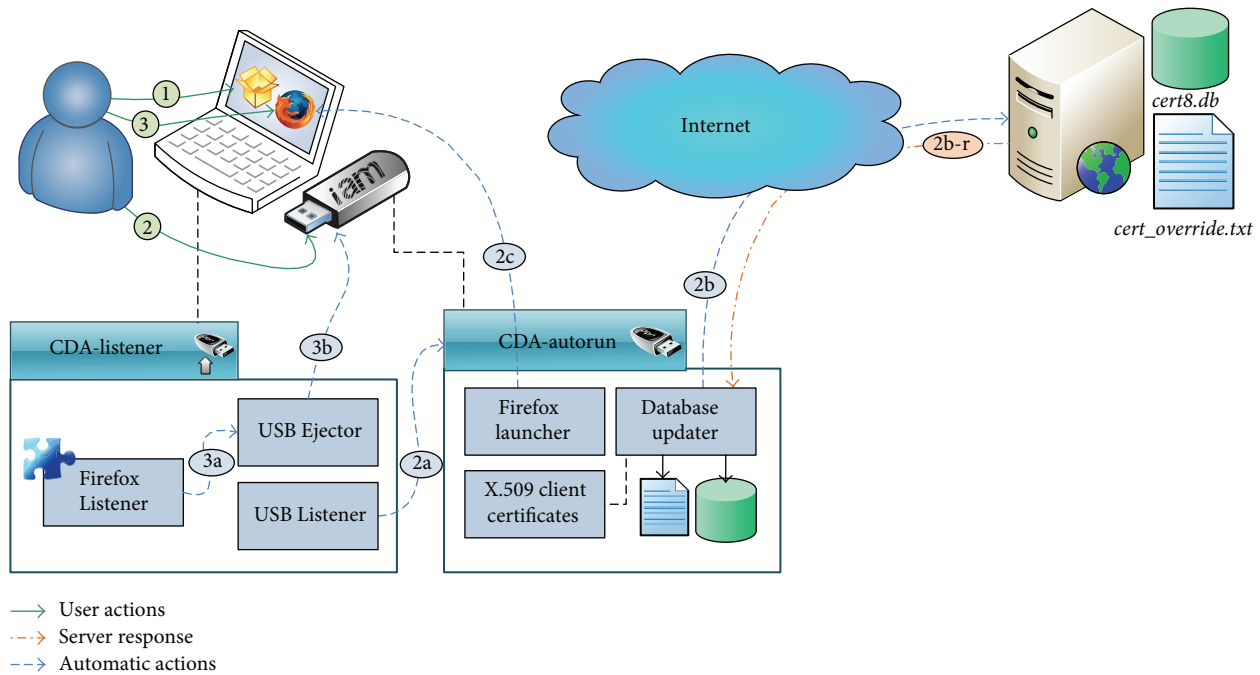 1
3
2
iam
Internet
2b-r
cert8.db
cert_override.txt
2c
2b
CDA-listener
3b
CDA-autorun
USB Ejector
3a
Firefox
Listener
USB Listener
2a
Firefox
launcher
Database
updater
X.509 client
certificates
User actions
Server response
Automatic actions